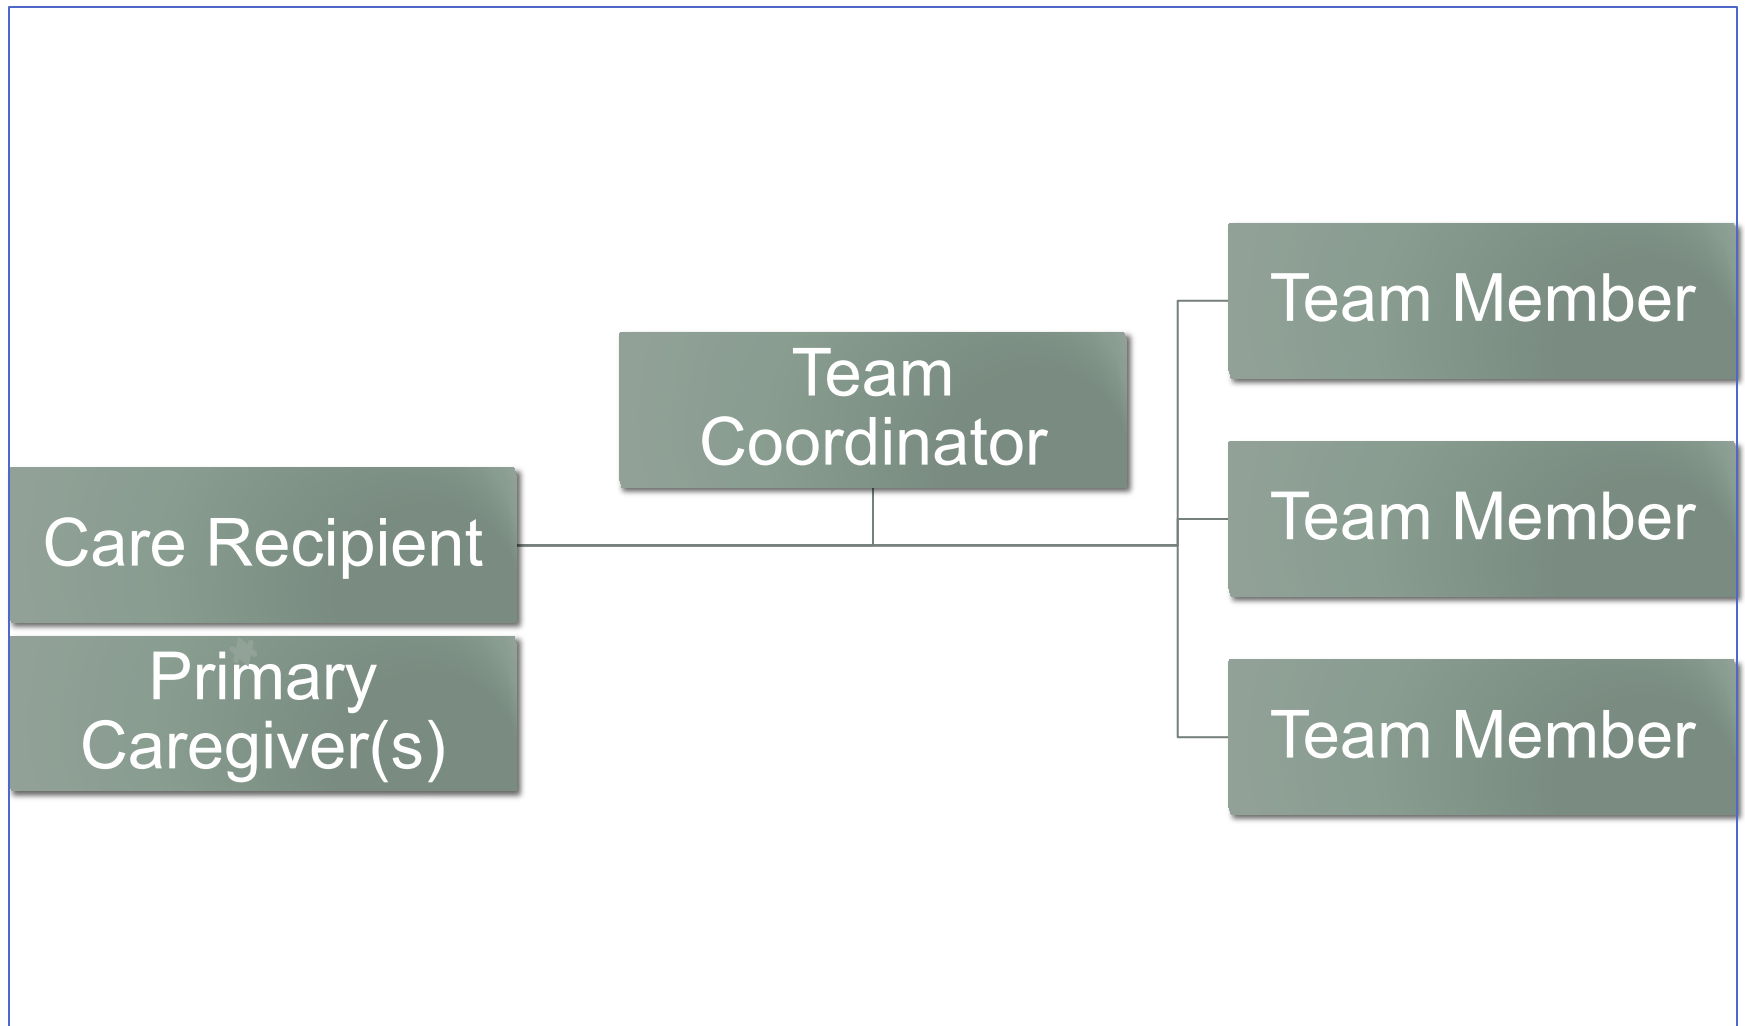 Care Recipient
Primary
Caregiver(s)
Team
Coordinator
Team Member
Team Member
Team Member